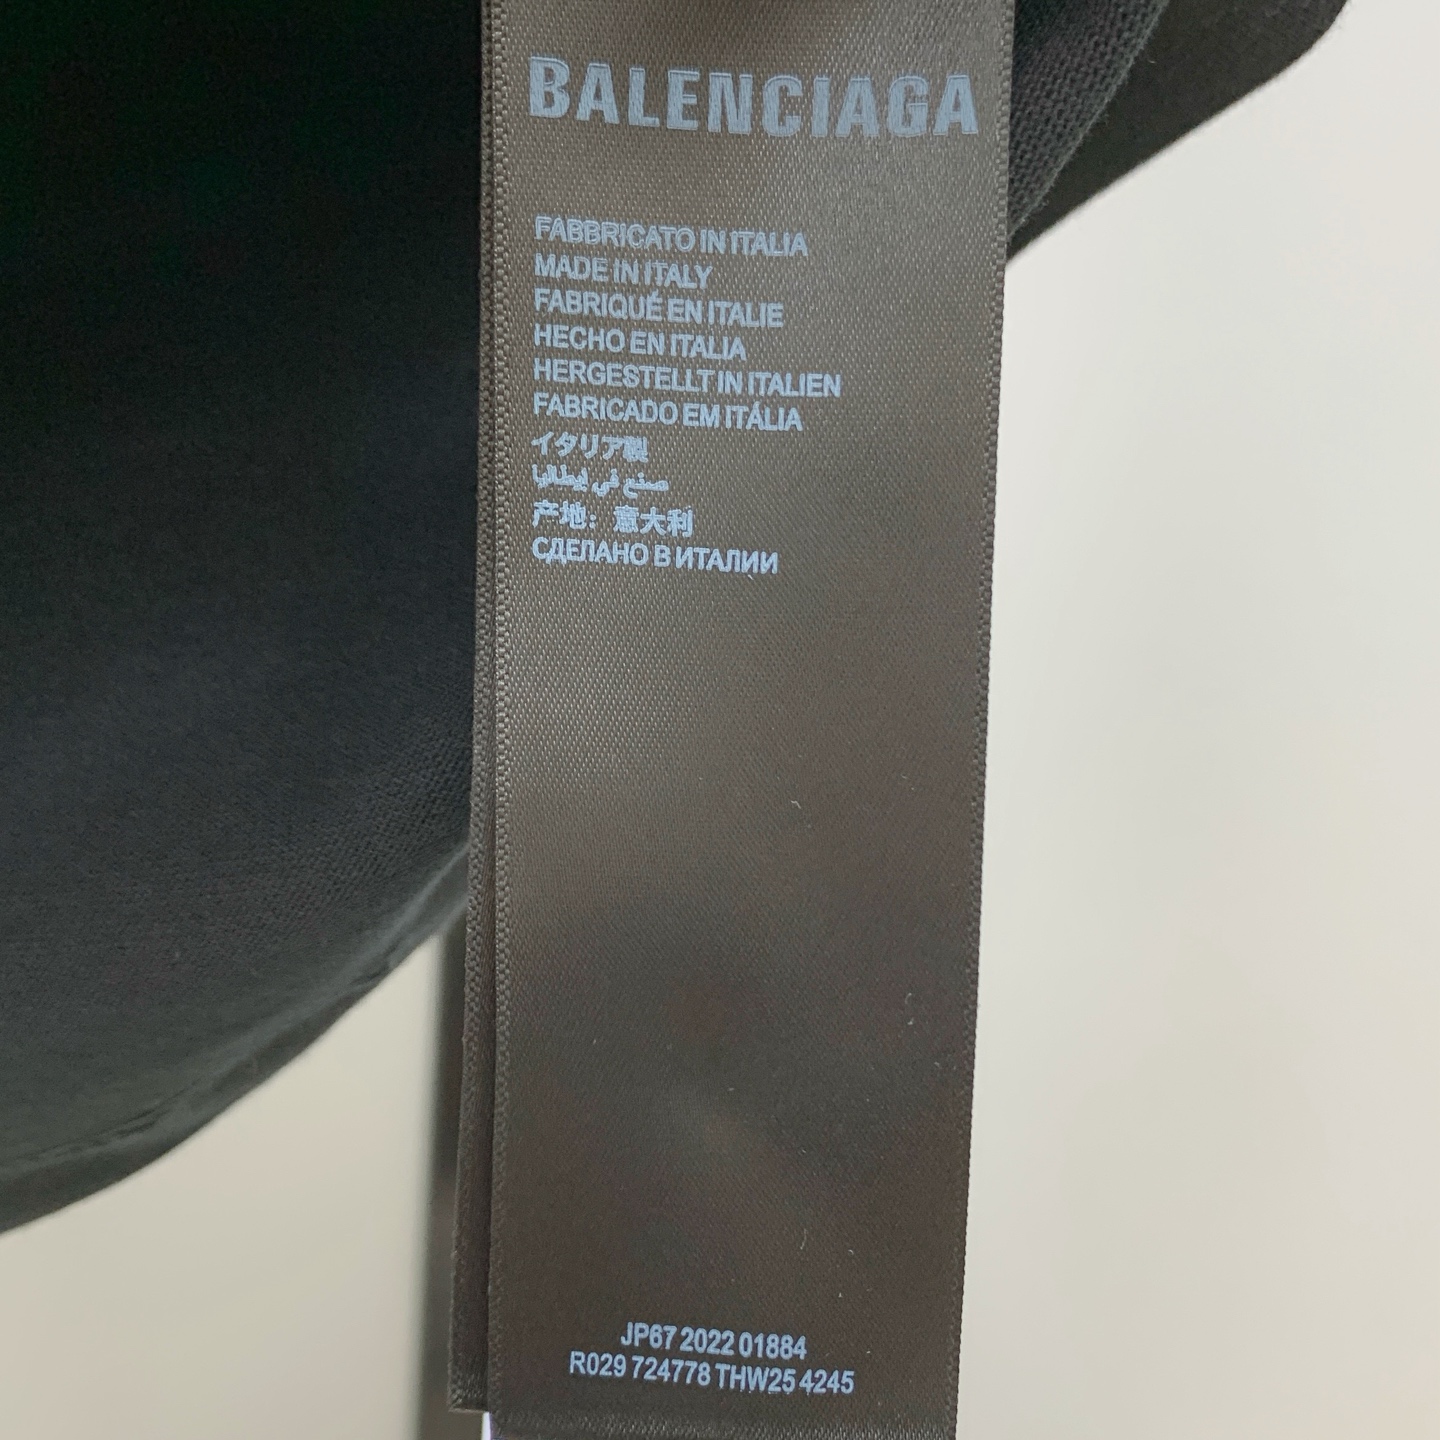 BALENCIAGA
FABBRICATO IN ITALIA
MADE IN ITALY
FABRIQUÉ EN ITALIE
HECHO EN ITALIA
HERGESTELLT IN ITALIEN
FABRICADO EM ITÁLIA
イタリア製
صنع في إيطاليا
产地：意大利
СДЕЛАНО В ИТАЛИИ
JP67 2022 01884
R029 724778 THW25 4245